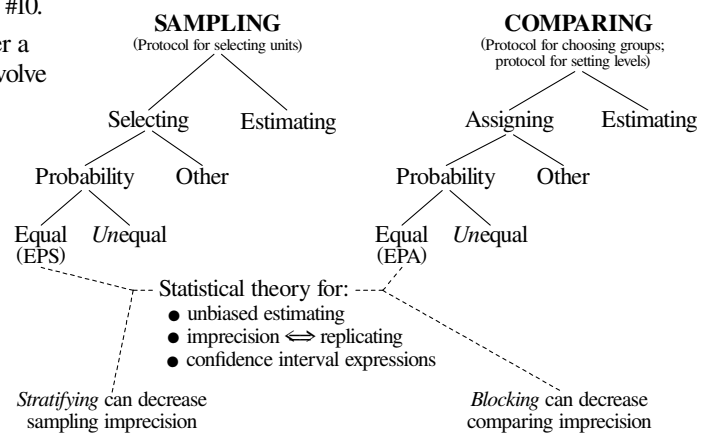 #10.
er a
volve
SAMPLING
(Protocol for selecting units)
COMPARING
(Protocol for choosing groups;
protocol for setting levels)
Selecting
Estimating
Assigning
Estimating
Probability
Other
Probability
Other
Equal
(EPS)
Unequal
Equal
(EPA)
Unequal
Statistical theory for:
● unbiased estimating
● imprecision ⟺ replicating
● confidence interval expressions
Stratifying can decrease
sampling imprecision
Blocking can decrease
comparing imprecision